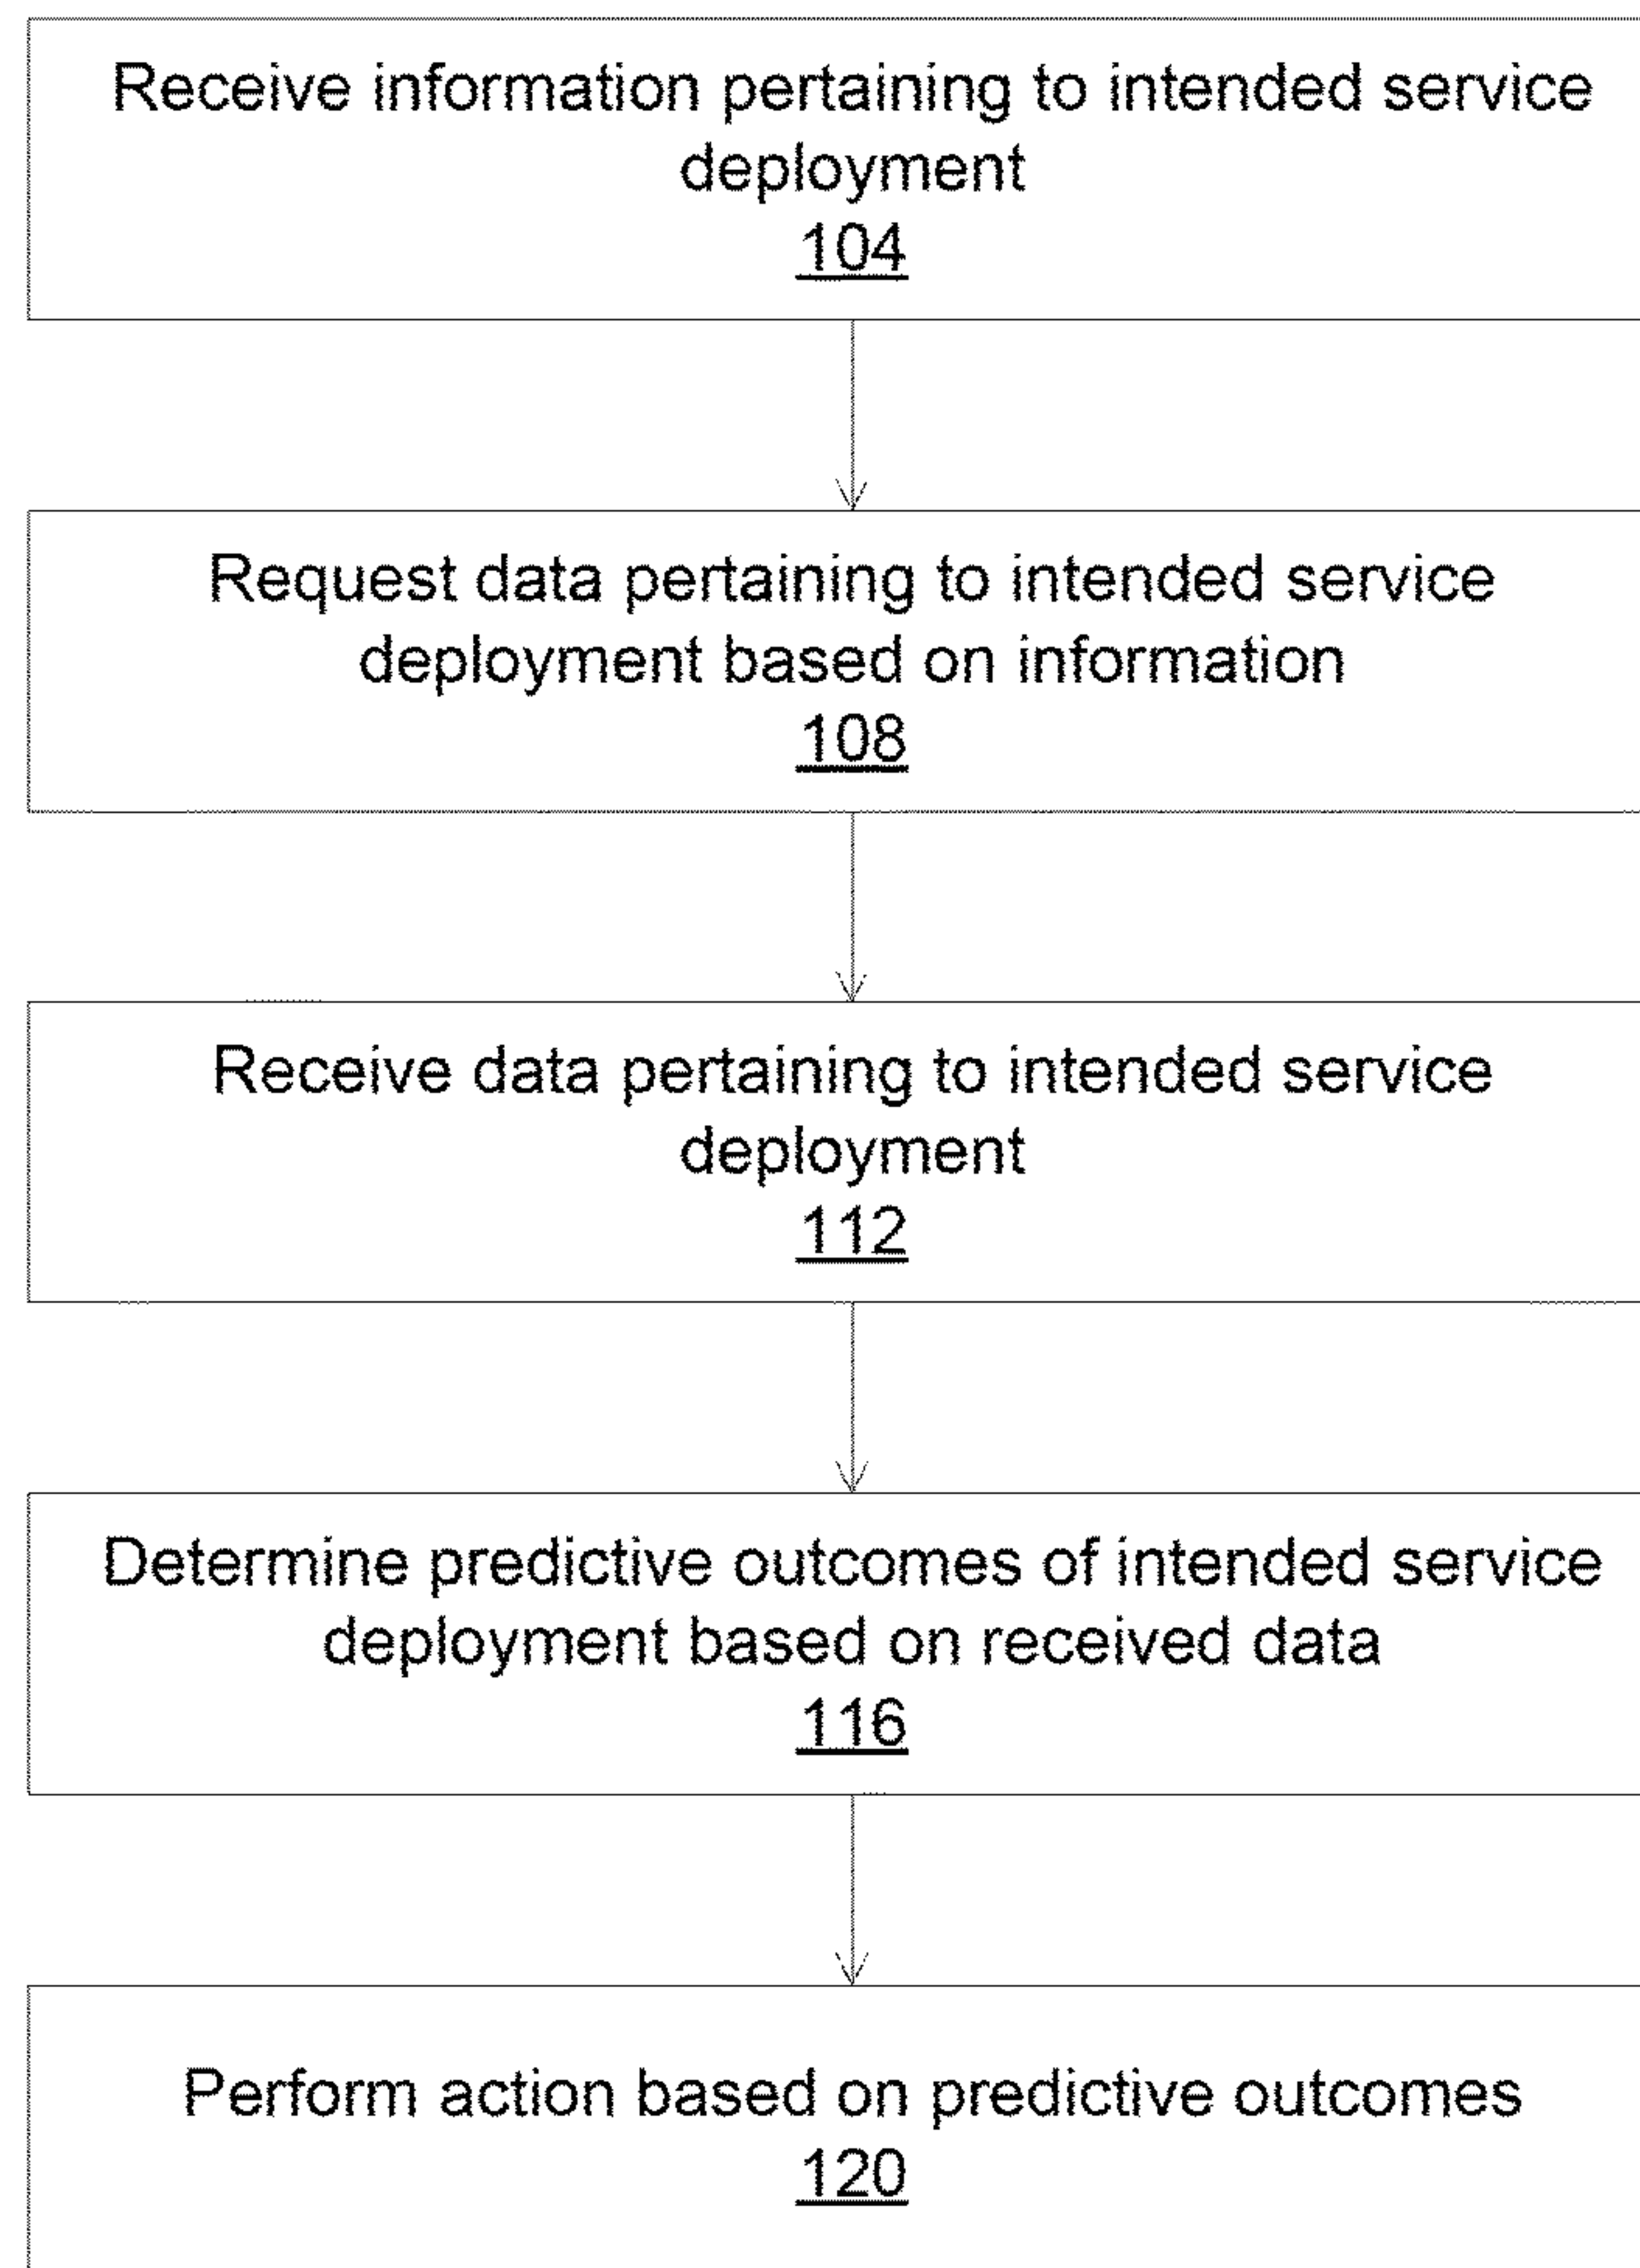 Receive information pertaining to intended service
deployment
104
Request data pertaining to intended service
deployment based on information
108
Receive data pertaining to intended service
deployment
112
Determine predictive outcomes of intended service
deployment based on received data
116
Perform action based on predictive outcomes
120